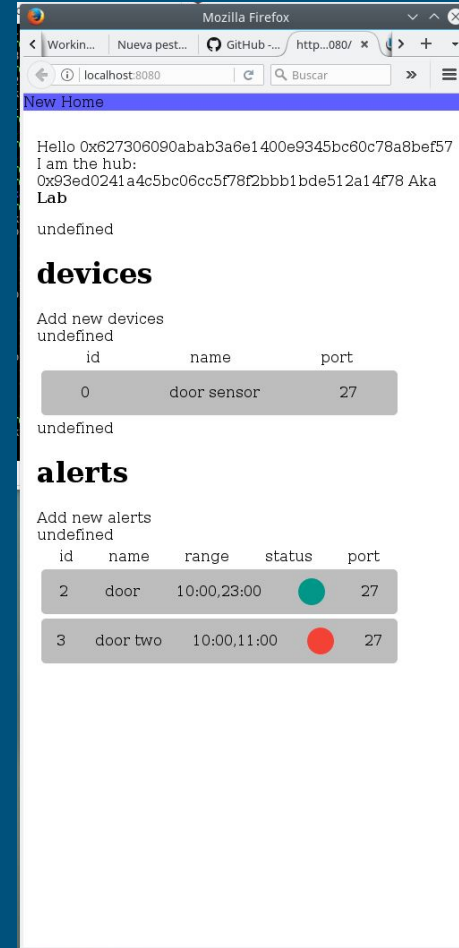 Mozilla Firefox
Workin... Nueva pest... GitHub -... http...080/
localhost:8080 Buscar
New Home
Hello 0x627306090abab3a6e1400e9345bc60c78a8bef57
I am the hub:
0x93ed0241a4c5bc06cc5f78f2bbb1bde512a14f78 Aka
Lab
undefined
devices
Add new devices
undefined
id name port
0 door sensor 27
undefined
alerts
Add new alerts
undefined
id name range status port
2 door 10:00,23:00 27
3 door two 10:00,11:00 27